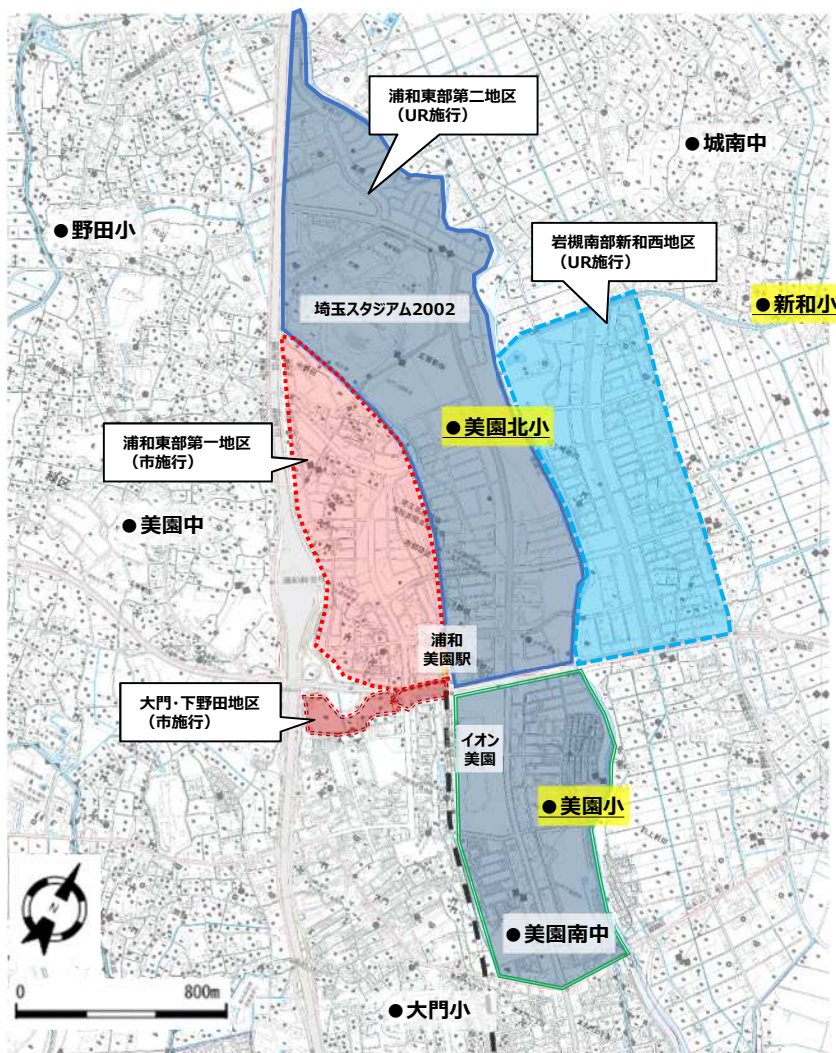 浦和東部第二地区
（UR施行）
●城南中
●野田小
岩槻南部新和西地区
（UR施行）
●新和小
埼玉スタジアム2002
●美園北小
浦和東部第一地区
（市施行）
緑区
●美園中
浦和
美園駅
大門・下野田地区
（市施行）
イオン
美園
●美園小
N
●美園南中
0
800m
●大門小